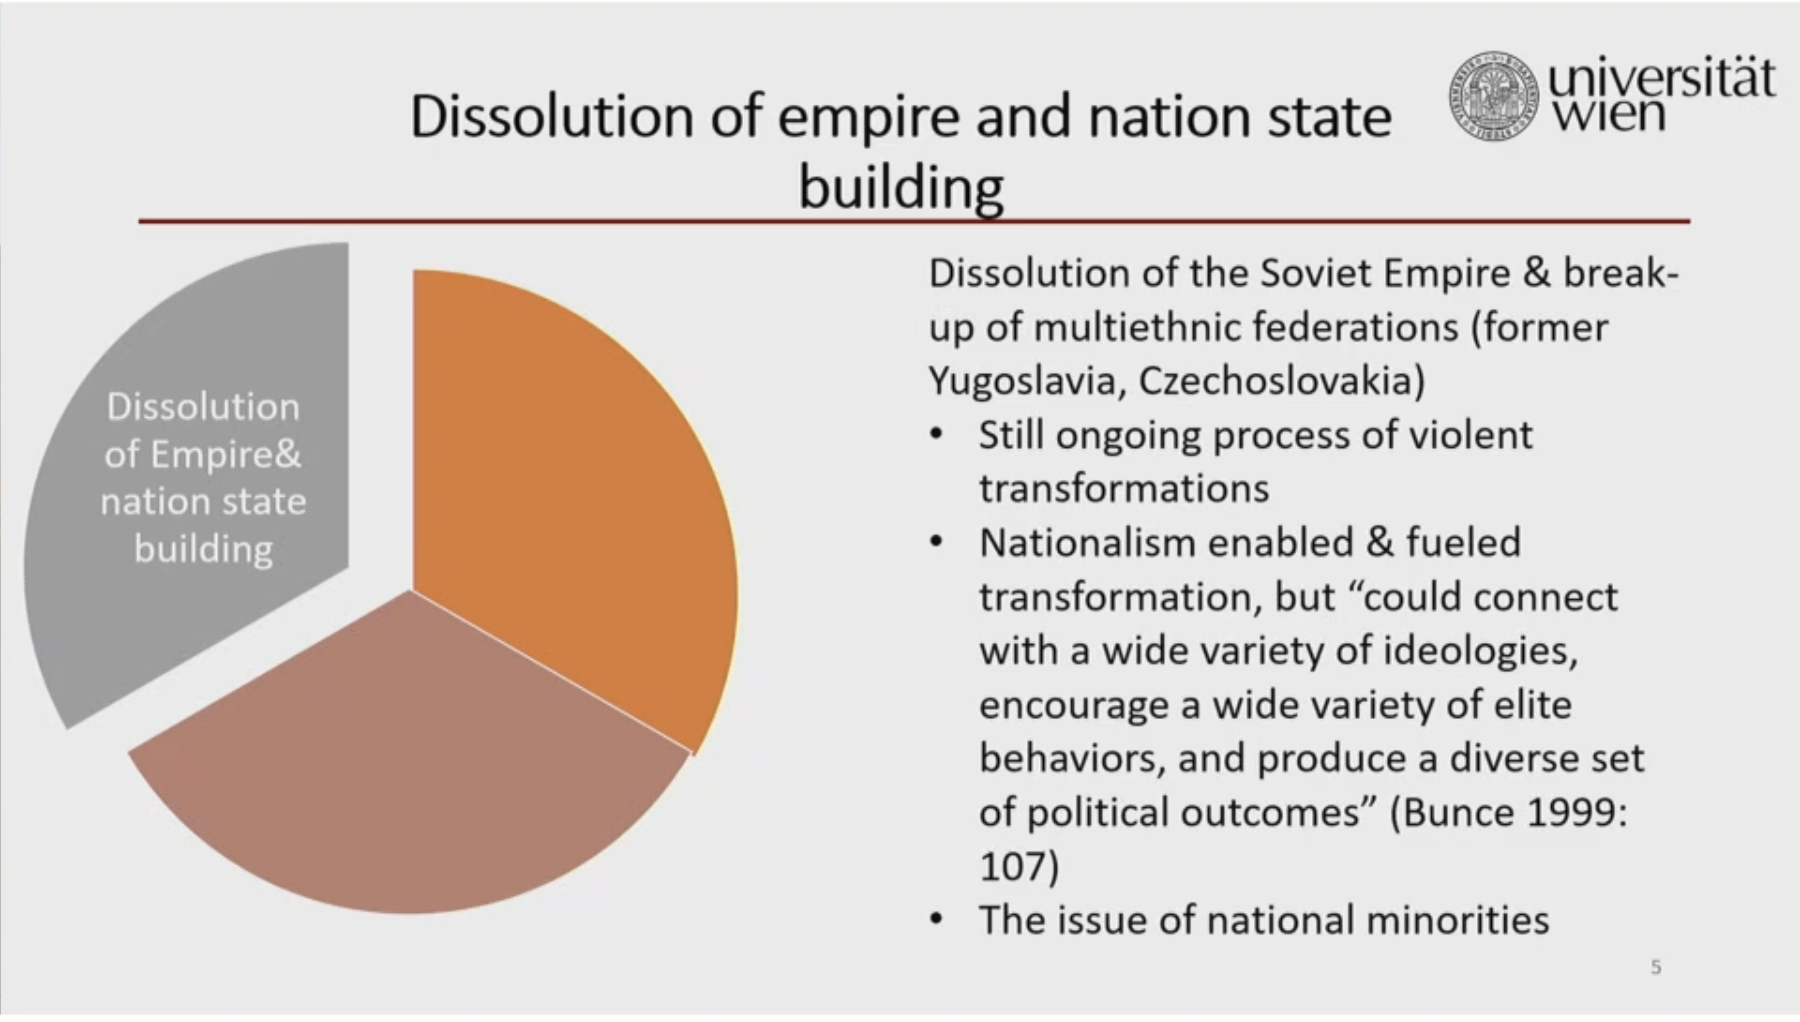 universität
wien
Dissolution of empire and nation state
building
Dissolution
of Empire&
nation state
building
Dissolution of the Soviet Empire & break-
up of multiethnic federations (former
Yugoslavia, Czechoslovakia)
• Still ongoing process of violent
transformations
• Nationalism enabled & fueled
transformation, but “could connect
with a wide variety of ideologies,
encourage a wide variety of elite
behaviors, and produce a diverse set
of political outcomes” (Bunce 1999:
107)
• The issue of national minorities
5